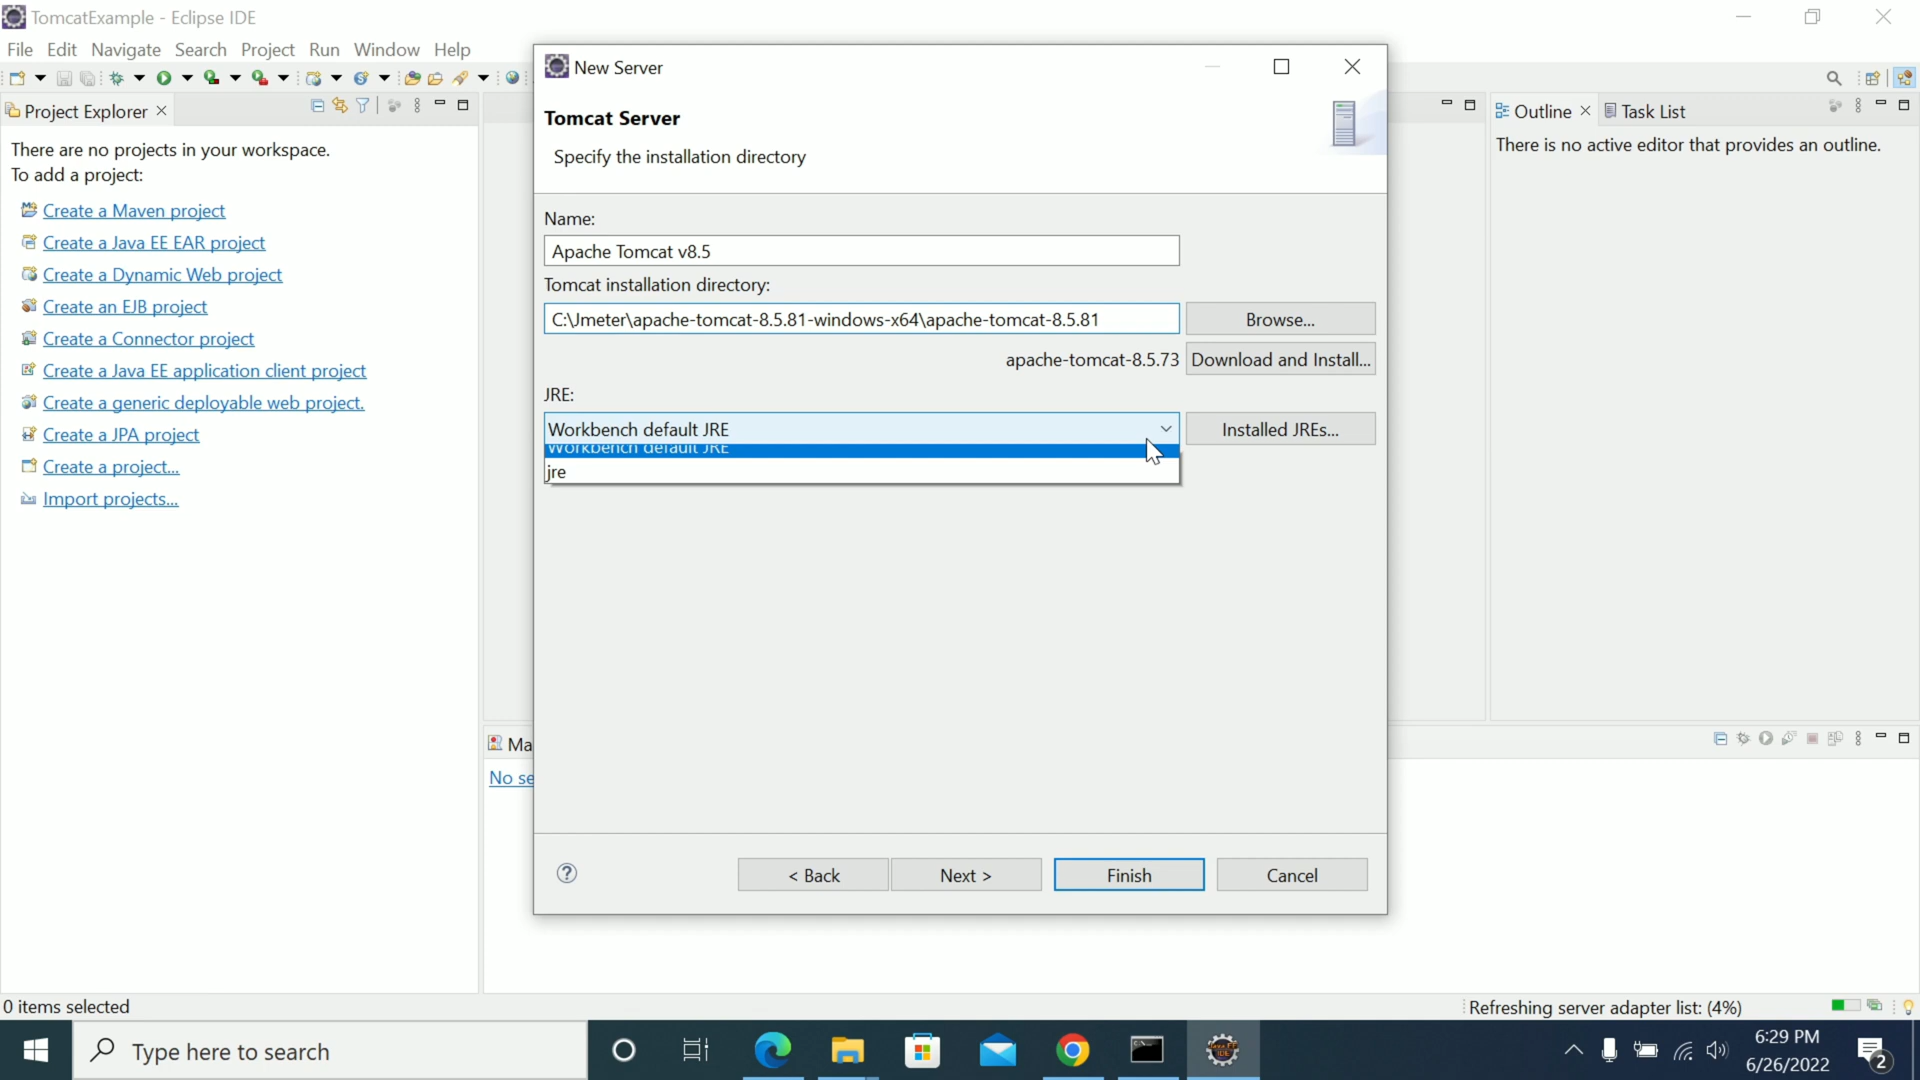 TomcatExample - Eclipse IDE
File Edit Navigate Search Project Run Window Help
Project Explorer
There are no projects in your workspace.
To add a project:
Create a Maven project
Create a Java EE EAR project
Create a Dynamic Web project
Create an EJB project
Create a Connector project
Create a Java EE application client project
Create a generic deployable web project.
Create a JPA project
Create a project...
Import projects...
New Server
Tomcat Server
Specify the installation directory
Name:
Apache Tomcat v8.5
Tomcat installation directory:
C:\Jmeter\apache-tomcat-8.5.81-windows-x64\apache-tomcat-8.5.81
Browse...
apache-tomcat-8.5.73 Download and Install...
JRE:
Workbench default JRE
Installed JREs...
Workbench default JRE
jre
< Back
Next >
Finish
Cancel
Outline
Task List
There is no active editor that provides an outline.
Ma
No se
0 items selected
Refreshing server adapter list: (4%)
Type here to search
6:29 PM
6/26/2022
2